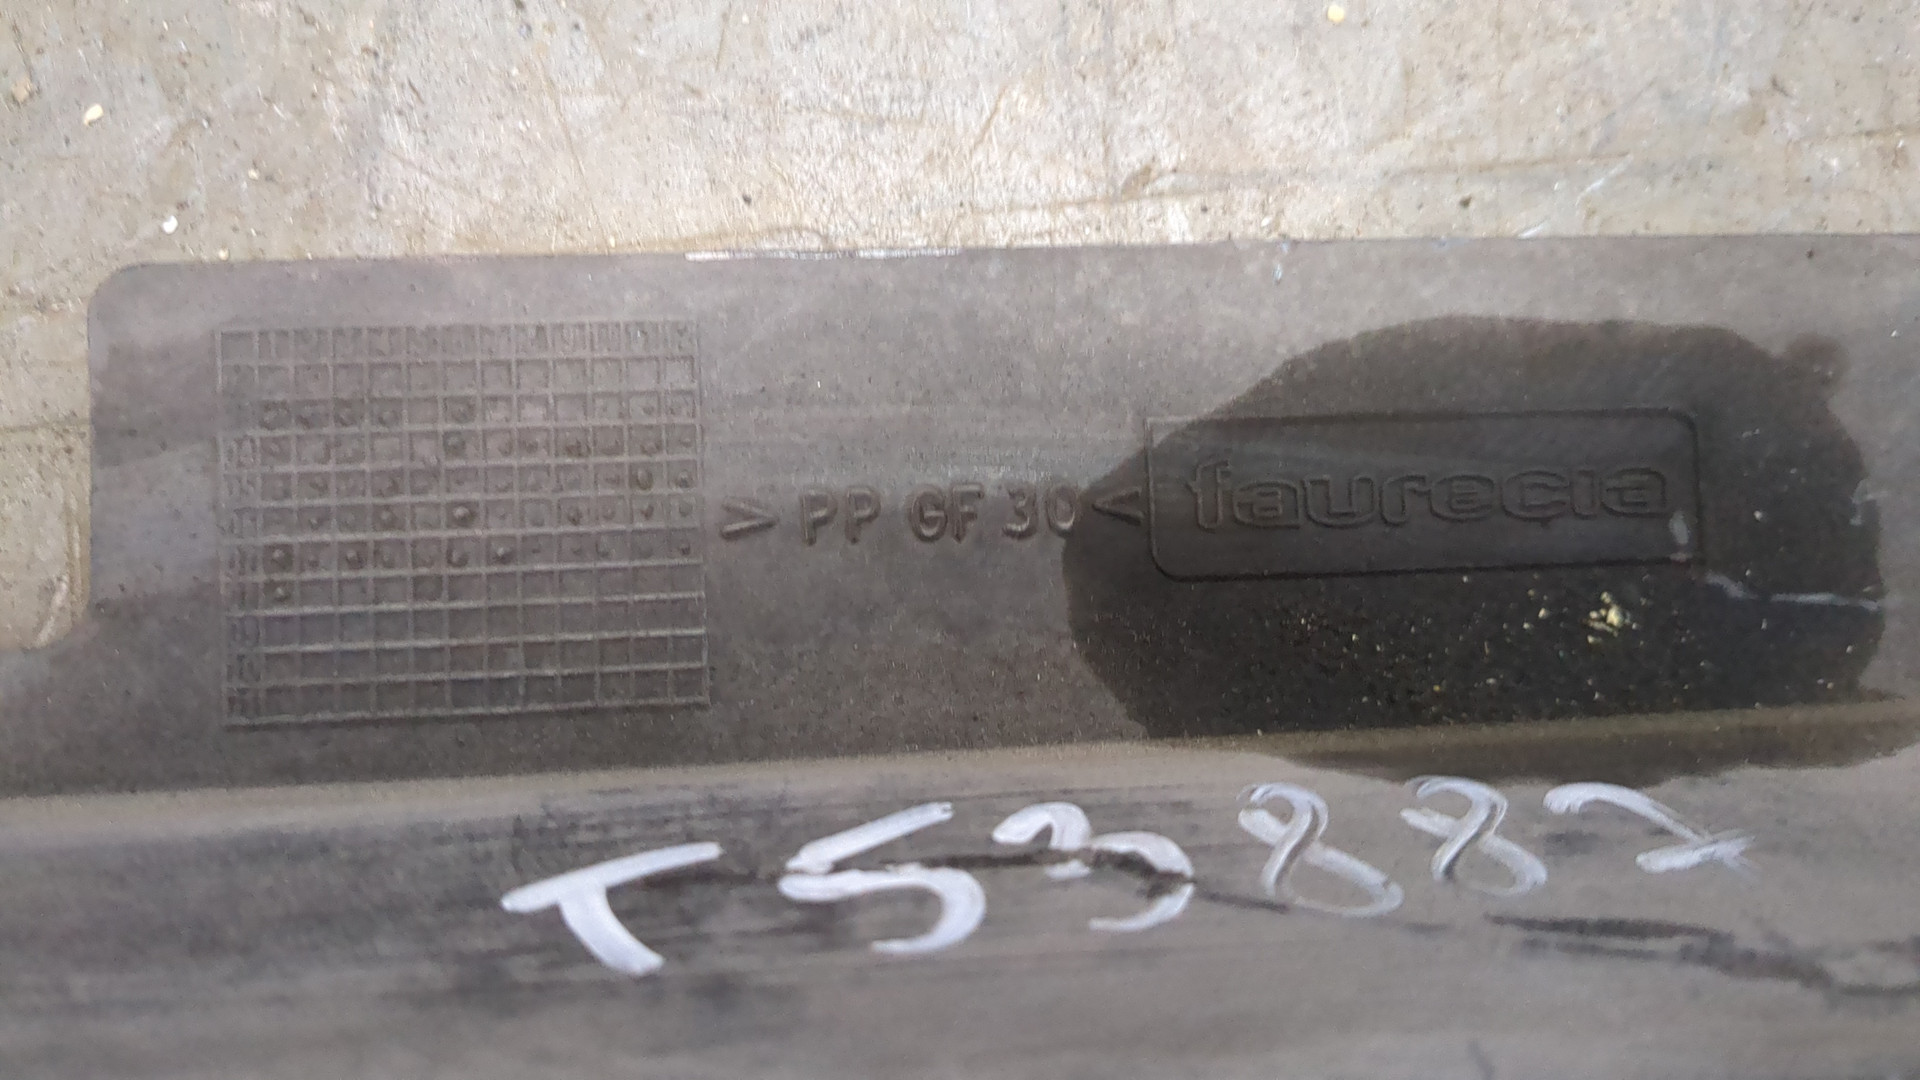 > PP GF 30 < faurecia
T53887